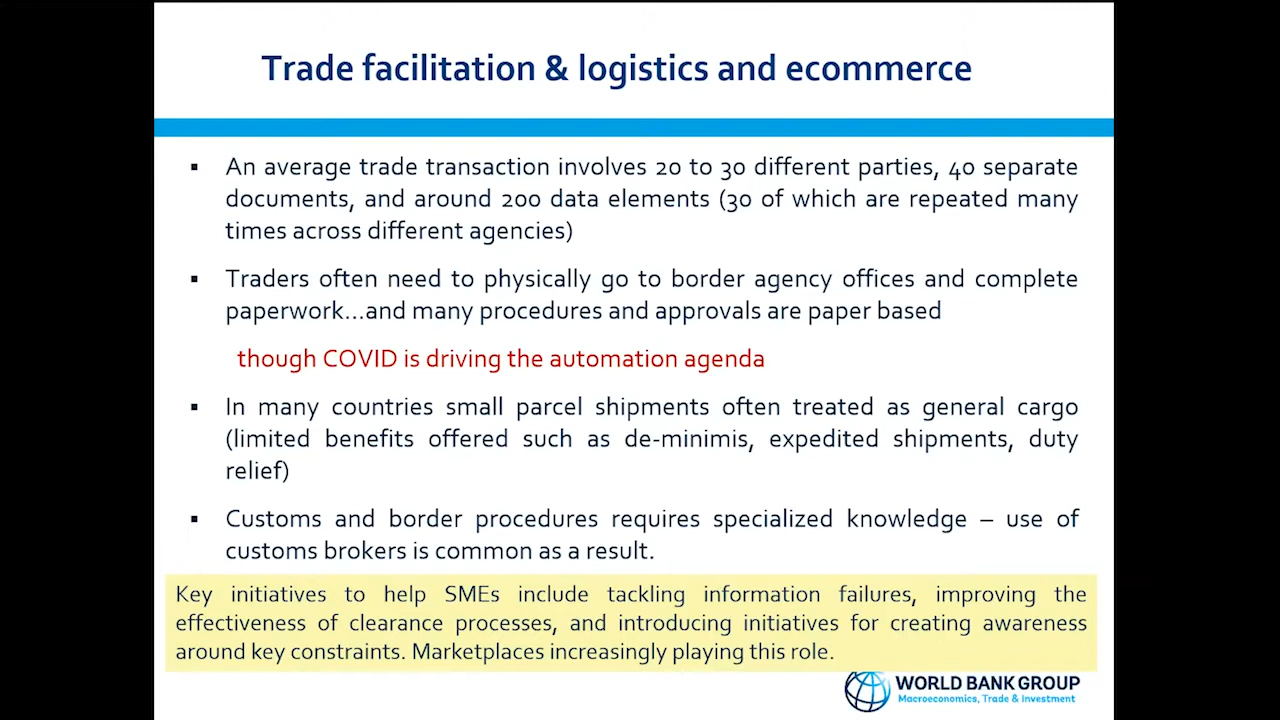 Trade facilitation & logistics and ecommerce
▪ An average trade transaction involves 20 to 30 different parties, 40 separate
documents, and around 200 data elements (30 of which are repeated many
times across different agencies)
▪ Traders often need to physically go to border agency offices and complete
paperwork...and many procedures and approvals are paper based
though COVID is driving the automation agenda
▪ In many countries small parcel shipments often treated as general cargo
(limited benefits offered such as de-minimis, expedited shipments, duty
relief)
▪ Customs and border procedures requires specialized knowledge – use of
customs brokers is common as a result.
Key initiatives to help SMEs include tackling information failures, improving the
effectiveness of clearance processes, and introducing initiatives for creating awareness
around key constraints. Marketplaces increasingly playing this role.
WORLD BANK GROUP
Macroeconomics, Trade & Investment